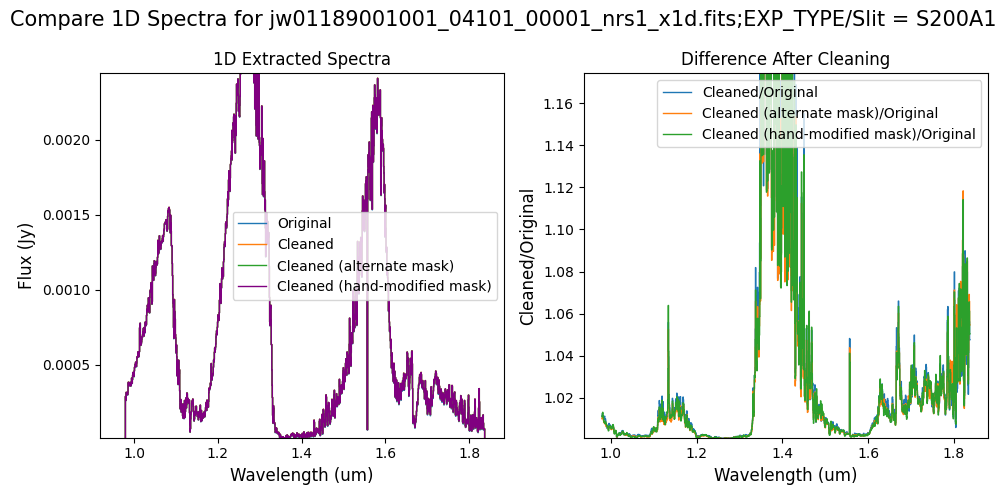 Compare 1D Spectra for jw01189001001_04101_00001_nrs1_x1d.fits;EXP_TYPE/Slit = S200A1
1D Extracted Spectra
Flux (Jy)
0.0020
0.0015
0.0010
0.0005
Original
Cleaned
Cleaned (alternate mask)
Cleaned (hand-modified mask)
1.0 1.2 1.4 1.6 1.8
Wavelength (um)
Difference After Cleaning
Cleaned/Original
1.16
1.14
1.12
1.10
1.08
1.06
1.04
1.02
Cleaned/Original
Cleaned (alternate mask)/Original
Cleaned (hand-modified mask)/Original
1.0 1.2 1.4 1.6 1.8
Wavelength (um)